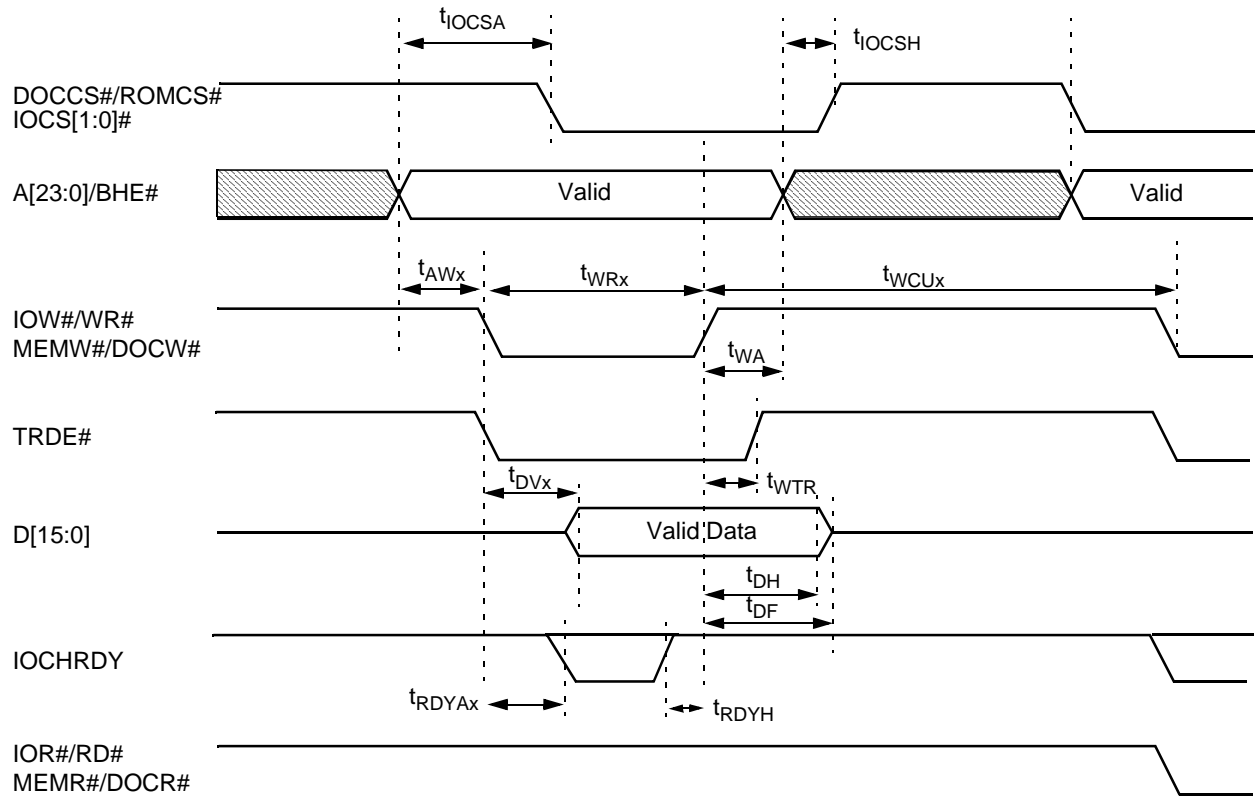 tIOCSA
tIOCSH
DOCCS#/ROMCS#
IOCS[1:0]#
A[23:0]/BHE#
Valid
Valid
tAWx
tWRx
tWCUx
IOW#/WR#
MEMW#/DOCW#
tWA
TRDE#
tDVx
tWTR
D[15:0]
Valid Data
tDH
tDF
IOCHRDY
tRDYAx
tRDYH
IOR#/RD#
MEMR#/DOCR#